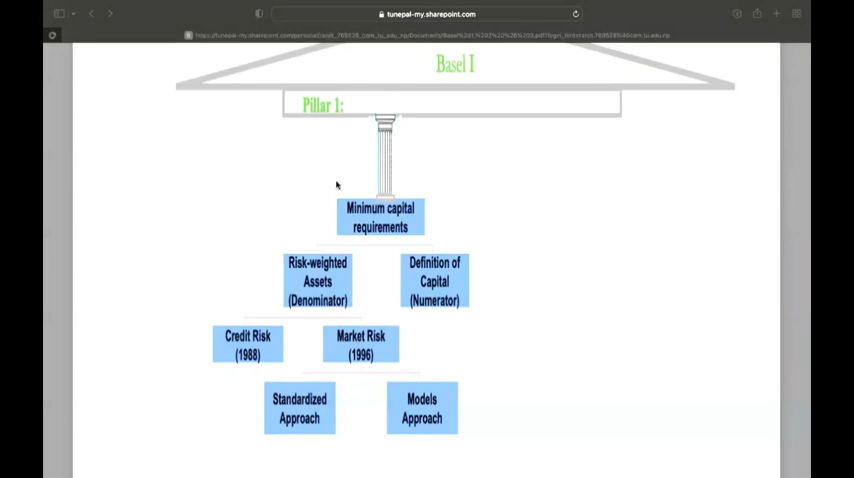 tunepal-my.sharepoint.com
Basel I
Pillar 1:
Minimum capital
requirements
Risk-weighted
Assets
(Denominator)
Definition of
Capital
(Numerator)
Credit Risk
(1988)
Market Risk
(1996)
Standardized
Approach
Models
Approach